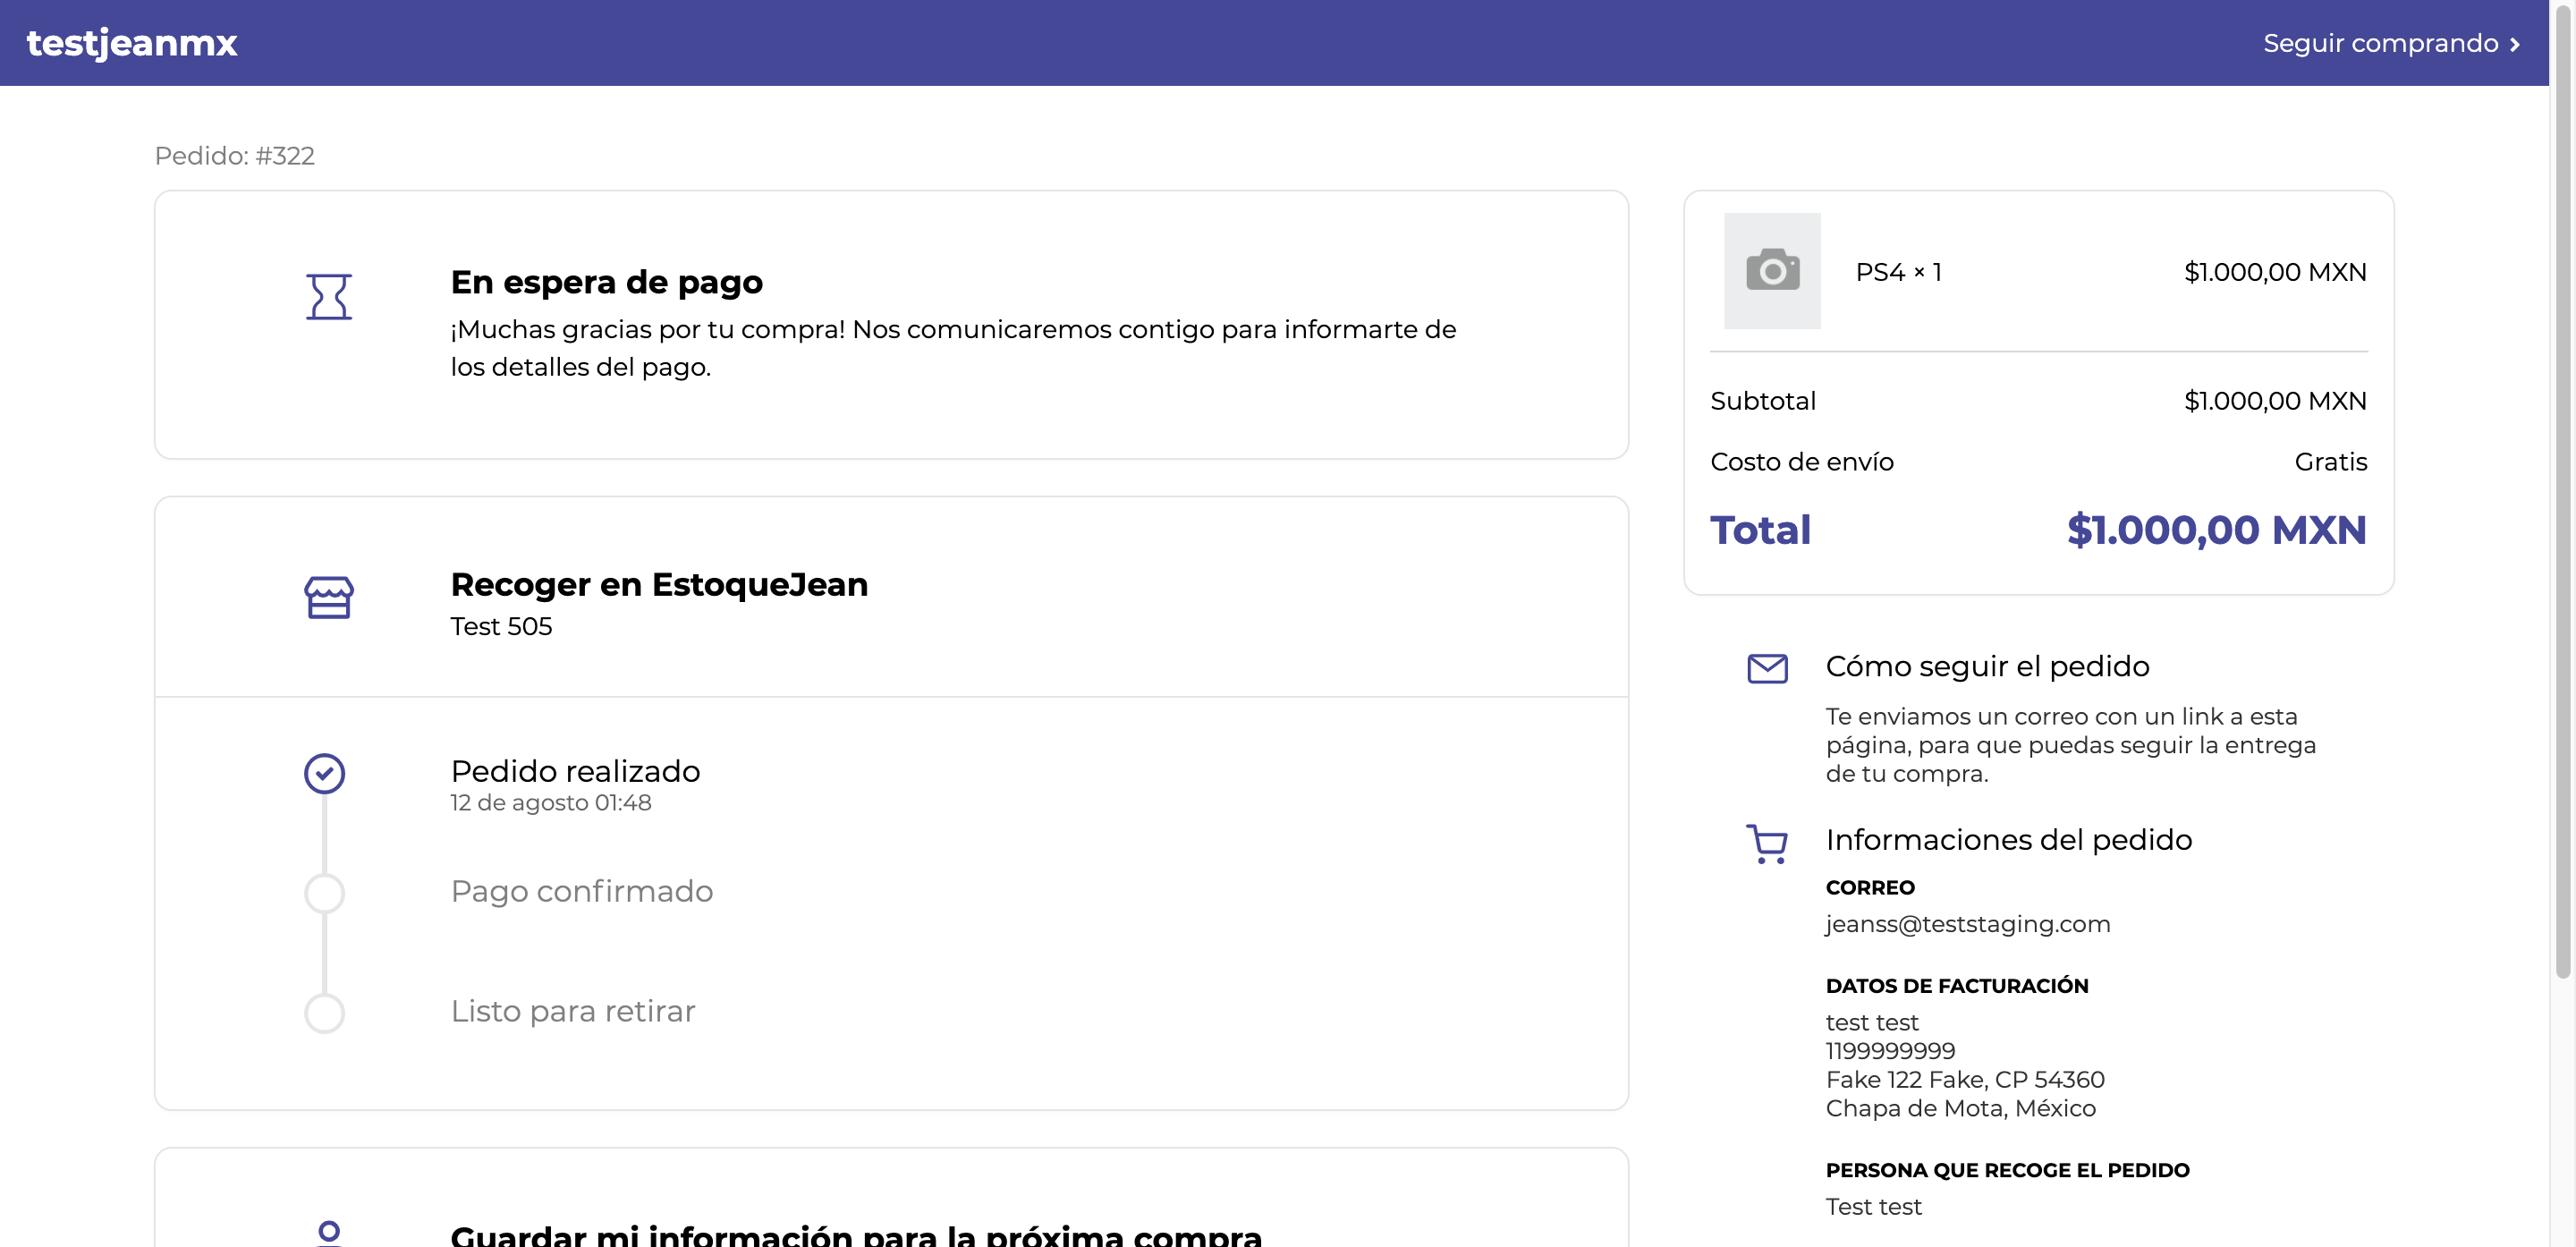 testjeanmx
Seguir comprando
Pedido: #322
En espera de pago
¡Muchas gracias por tu compra! Nos comunicaremos contigo para informarte de
los detalles del pago.
Recoger en EstoqueJean
Test 505
Pedido realizado
12 de agosto 01:48
Pago confirmado
Listo para retirar
Guardar mi información para la próxima compra
PS4 × 1 $1.000,00 MXN
Subtotal $1.000,00 MXN
Costo de envío Gratis
Total $1.000,00 MXN
Cómo seguir el pedido
Te enviamos un correo con un link a esta
página, para que puedas seguir la entrega
de tu compra.
Informaciones del pedido
CORREO
jeanss@teststaging.com
DATOS DE FACTURACIÓN
test test
1199999999
Fake 122 Fake, CP 54360
Chapa de Mota, México
PERSONA QUE RECOGE EL PEDIDO
Test test